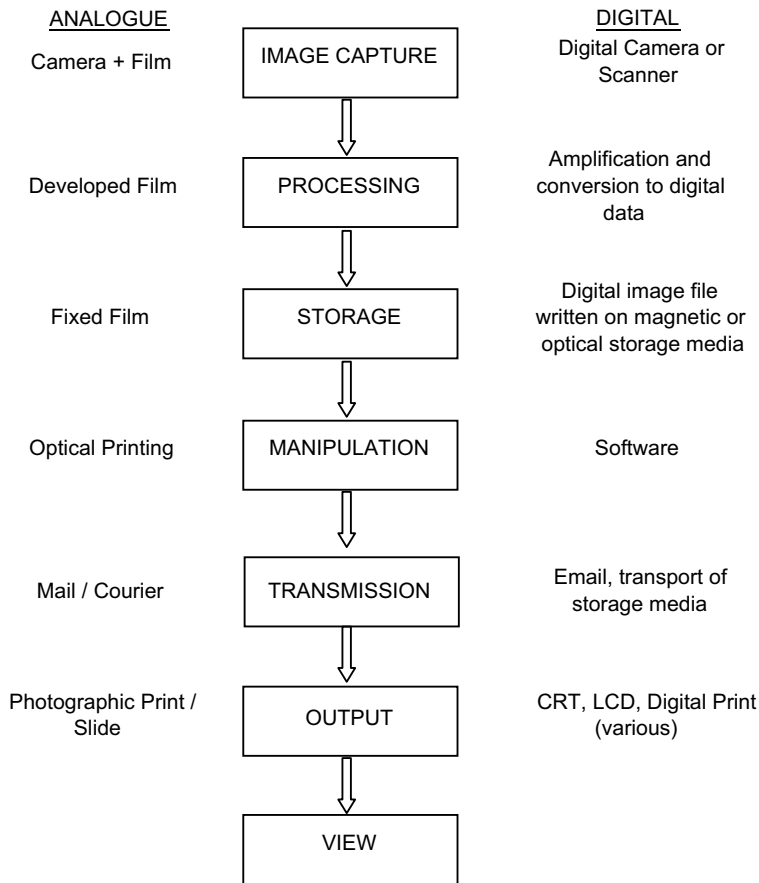 ANALOGUE
DIGITAL
Camera + Film
IMAGE CAPTURE
Digital Camera or
Scanner
Developed Film
PROCESSING
Amplification and
conversion to digital
data
Fixed Film
STORAGE
Digital image file
written on magnetic or
optical storage media
Optical Printing
MANIPULATION
Software
Mail / Courier
TRANSMISSION
Email, transport of
storage media
Photographic Print /
Slide
OUTPUT
CRT, LCD, Digital Print
(various)
VIEW